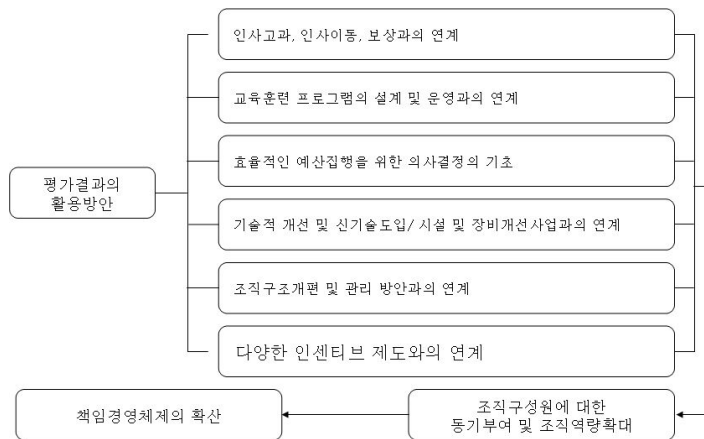 인사고과, 인사이동, 보상과의 연계
교육훈련 프로그램의 설계 및 운영과의 연계
효율적인 예산집행을 위한 의사결정의 기초
평가결과의
활용방안
기술적 개선 및 신기술도입/ 시설 및 장비개선사업과의 연계
조직구조개편 및 관리 방안과의 연계
다양한 인센티브 제도와의 연계
책임경영체제의 확산
조직구성원에 대한
동기부여 및 조직역량확대